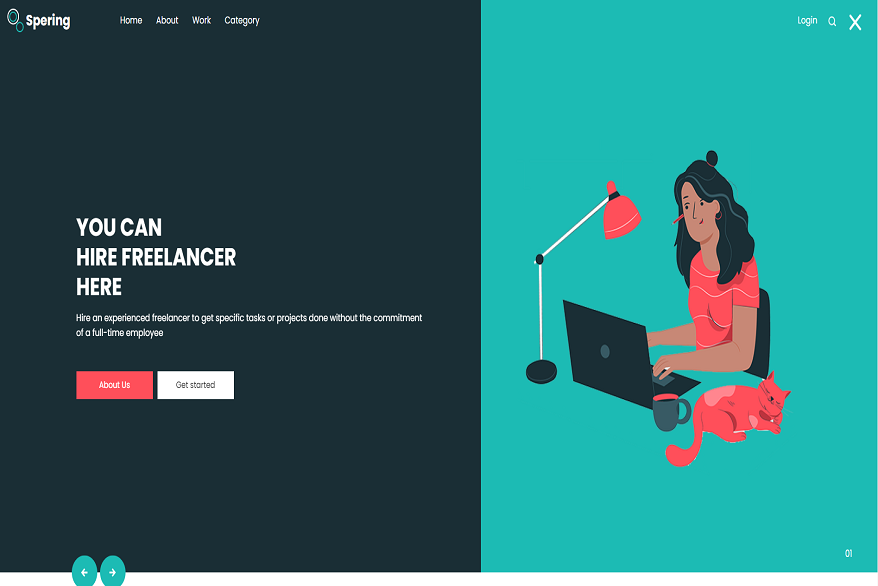 Spering
Home About Work Category
Login
YOU CAN
HIRE FREELANCER
HERE
Hire an experienced freelancer to get specific tasks or projects done without the commitment
of a full-time employee
About Us Get started
01